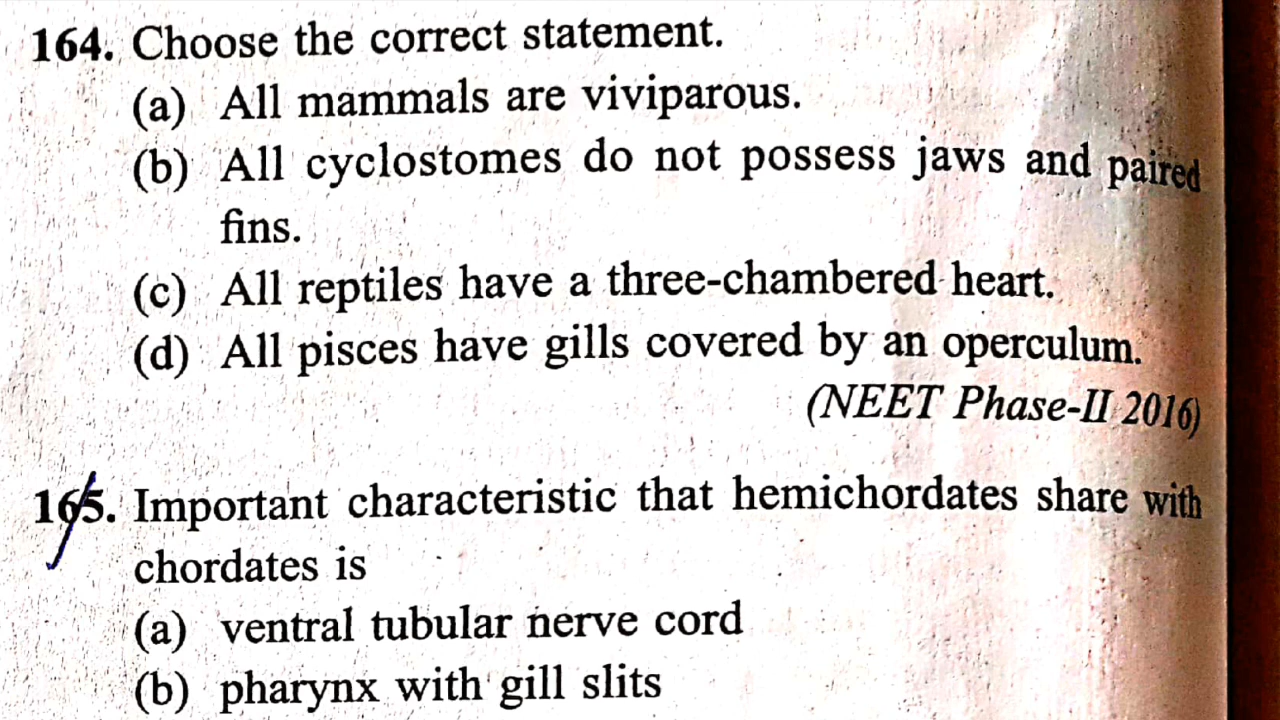 164. Choose the correct statement.
(a) All mammals are viviparous.
(b) All cyclostomes do not possess jaws and paired
fins.
(c) All reptiles have a three-chambered heart.
(d) All pisces have gills covered by an operculum.
(NEET Phase-II 2016)
165. Important characteristic that hemichordates share with
chordates is
(a) ventral tubular nerve cord
(b) pharynx with gill slits